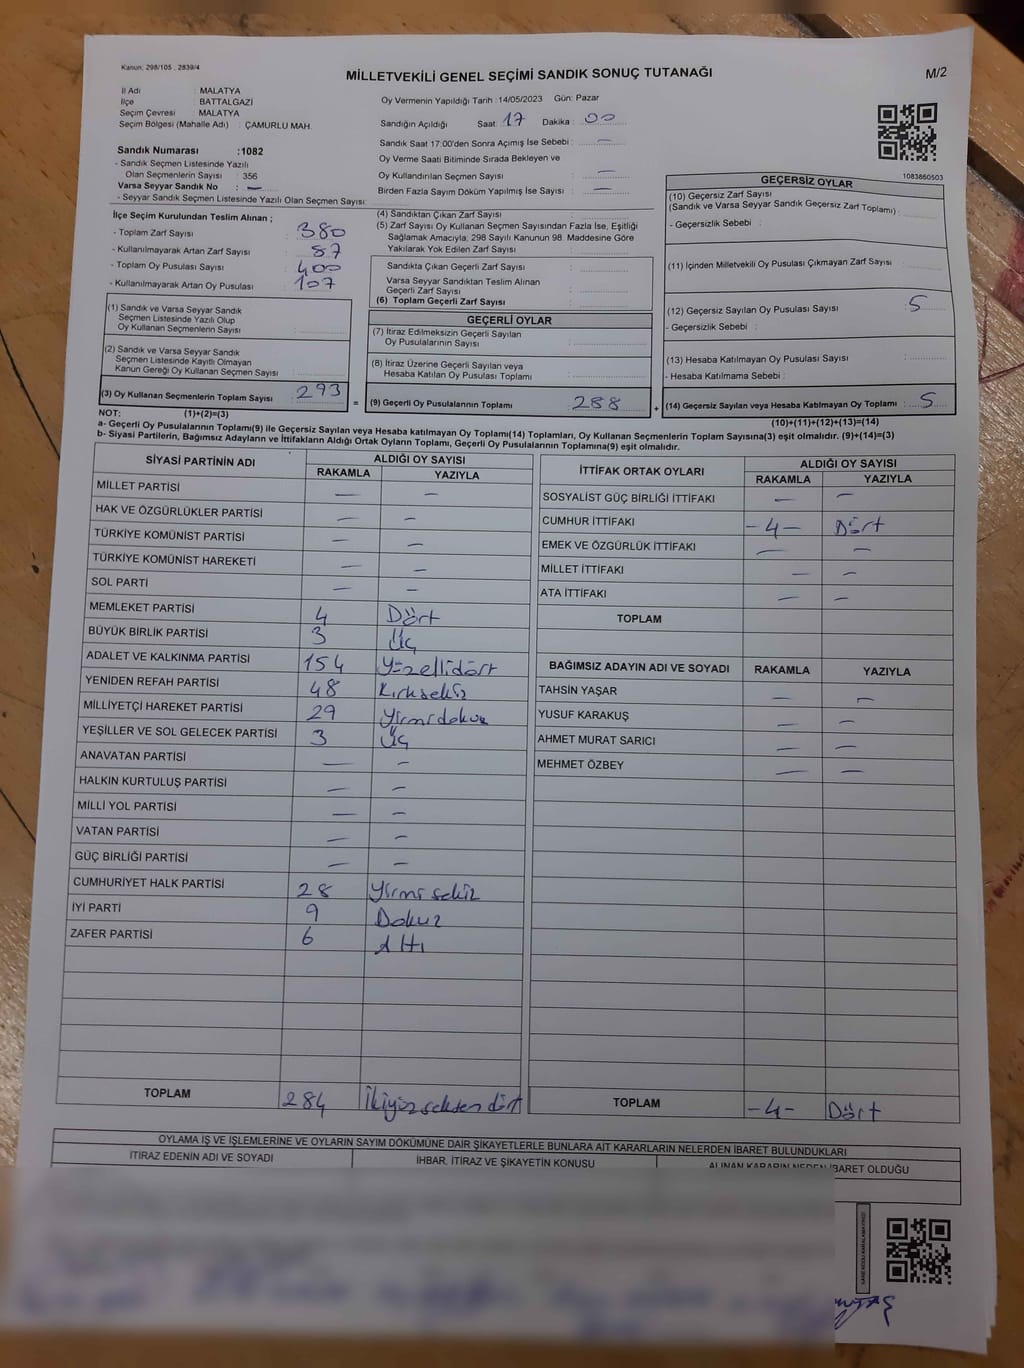 Kanun: 298/105 , 2839/4
MİLLETVEKİLİ GENEL SEÇİMİ SANDIK SONUÇ TUTANAĞI
M/2
İl Adı : MALATYA
İlçe : BATTALGAZİ
Seçim Çevresi : MALATYA
Seçim Bölgesi (Mahalle Adı) : ÇAMURLU MAH.
Sandık Numarası :1082
- Sandık Seçmen Listesinde Yazılı
Olan Seçmenlerin Sayısı : 356
Varsa Seyyar Sandık No : —
- Seyyar Sandık Seçmen Listesinde Yazılı Olan Seçmen Sayısı:
Oy Vermenin Yapıldığı Tarih :14/05/2023 Gün: Pazar
Sandığın Açıldığı Saat : 17 Dakika : 00
Sandık Saat 17:00'den Sonra Açımış İse Sebebi : —
Oy Verme Saati Bitiminde Sırada Bekleyen ve
Oy Kullandırılan Seçmen Sayısı : —
Birden Fazla Sayım Döküm Yapılmış İse Sayısı : —
1083860503
İlçe Seçim Kurulundan Teslim Alınan ;
- Toplam Zarf Sayısı : 380
- Kullanılmayarak Artan Zarf Sayısı : 87
- Toplam Oy Pusulası Sayısı : 400
- Kullanılmayarak Artan Oy Pusulası : 107
(1) Sandık ve Varsa Seyyar Sandık
Seçmen Listesinde Yazılı Olup
Oy Kullanan Seçmenlerin Sayısı :
(2) Sandık ve Varsa Seyyar Sandık
Seçmen Listesinde Kayıtlı Olmayan
Kanun Gereği Oy Kullanan Seçmen Sayısı :
(3) Oy Kullanan Seçmenlerin Toplam Sayısı : 293
(4) Sandıktan Çıkan Zarf Sayısı :
(5) Zarf Sayısı Oy Kullanan Seçmen Sayısından Fazla İse, Eşitliği
Sağlamak Amacıyla, 298 Sayılı Kanunun 98. Maddesine Göre
Yakılarak Yok Edilen Zarf Sayısı :
Sandıkta Çıkan Geçerli Zarf Sayısı :
Varsa Seyyar Sandıktan Teslim Alınan
Geçerli Zarf Sayısı :
(6) Toplam Geçerli Zarf Sayısı :
GEÇERLİ OYLAR
(7) İtiraz Edilmeksizin Geçerli Sayılan
Oy Pusulalarının Sayısı :
(8) İtiraz Üzerine Geçerli Sayılan veya
Hesaba Katılan Oy Pusulası Toplamı :
= (9) Geçerli Oy Pusulalarının Toplamı : 288 +
GEÇERSİZ OYLAR
(10) Geçersiz Zarf Sayısı
(Sandık ve Varsa Seyyar Sandık Geçersiz Zarf Toplamı) :
- Geçersizlik Sebebi :
(11) İçinden Milletvekili Oy Pusulası Çıkmayan Zarf Sayısı :
(12) Geçersiz Sayılan Oy Pusulası Sayısı : 5
- Geçersizlik Sebebi :
(13) Hesaba Katılmayan Oy Pusulası Sayısı :
- Hesaba Katılmama Sebebi :
(14) Geçersiz Sayılan veya Hesaba Katılmayan Oy Toplamı : 5
NOT: (1)+(2)=(3) (10)+(11)+(12)+(13)=(14)
a- Geçerli Oy Pusulalarının Toplamı(9) ile Geçersiz Sayılan veya Hesaba katılmayan Oy Toplamı(14) Toplamları, Oy Kullanan Seçmenlerin Toplam Sayısına(3) eşit olmalıdır. (9)+(14)=(3)
b- Siyasi Partilerin, Bağımsız Adayların ve İttifakların Aldığı Ortak Oyların Toplamı, Geçerli Oy Pusulalarının Toplamına(9) eşit olmalıdır.
SİYASİ PARTİNİN ADI ALDIĞI OY SAYISI
RAKAMLA YAZIYLA
MİLLET PARTİSİ — —
HAK VE ÖZGÜRLÜKLER PARTİSİ — —
TÜRKİYE KOMÜNİST PARTİSİ — —
TÜRKİYE KOMÜNİST HAREKETİ — —
SOL PARTİ — —
MEMLEKET PARTİSİ 4 Dört
BÜYÜK BİRLİK PARTİSİ 3 Üç
ADALET VE KALKINMA PARTİSİ 154 Yüzellidört
YENİDEN REFAH PARTİSİ 48 Kırksekiz
MİLLİYETÇİ HAREKET PARTİSİ 29 Yirmidokuz
YEŞİLLER VE SOL GELECEK PARTİSİ 3 Üç
ANAVATAN PARTİSİ — —
HALKIN KURTULUŞ PARTİSİ — —
MİLLİ YOL PARTİSİ — —
VATAN PARTİSİ — —
GÜÇ BİRLİĞİ PARTİSİ — —
CUMHURİYET HALK PARTİSİ 28 Yirmi sekiz
İYİ PARTİ 9 Dokuz
ZAFER PARTİSİ 6 Altı
TOPLAM 284 İkiyüzseksen dört
İTTİFAK ORTAK OYLARI ALDIĞI OY SAYISI
RAKAMLA YAZIYLA
SOSYALİST GÜÇ BİRLİĞİ İTTİFAKI — —
CUMHUR İTTİFAKI -4- Dört
EMEK VE ÖZGÜRLÜK İTTİFAKI — —
MİLLET İTTİFAKI — —
ATA İTTİFAKI — —
TOPLAM
BAĞIMSIZ ADAYIN ADI VE SOYADI RAKAMLA YAZIYLA
TAHSİN YAŞAR — —
YUSUF KARAKUŞ — —
AHMET MURAT SARICI — —
MEHMET ÖZBEY — —
TOPLAM -4- Dört
OYLAMA İŞ VE İŞLEMLERİNE VE OYLARIN SAYIM DÖKÜMÜNE DAİR ŞİKAYETLERLE BUNLARA AİT KARARLARIN NELERDEN İBARET BULUNDUKLARI
İTİRAZ EDENİN ADI VE SOYADI İHBAR, İTİRAZ VE ŞİKAYETİN KONUSU ALINAN KARARIN NEDEN İBARET OLDUĞU